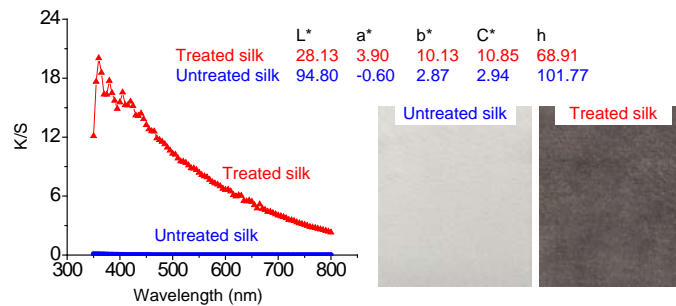 L* a* b* C* h
Treated silk 28.13 3.90 10.13 10.85 68.91
Untreated silk 94.80 -0.60 2.87 2.94 101.77
24
18
12
6
0
K/S
Treated silk
Untreated silk
300 400 500 600 700 800
Wavelength (nm)
Untreated silk
Treated silk